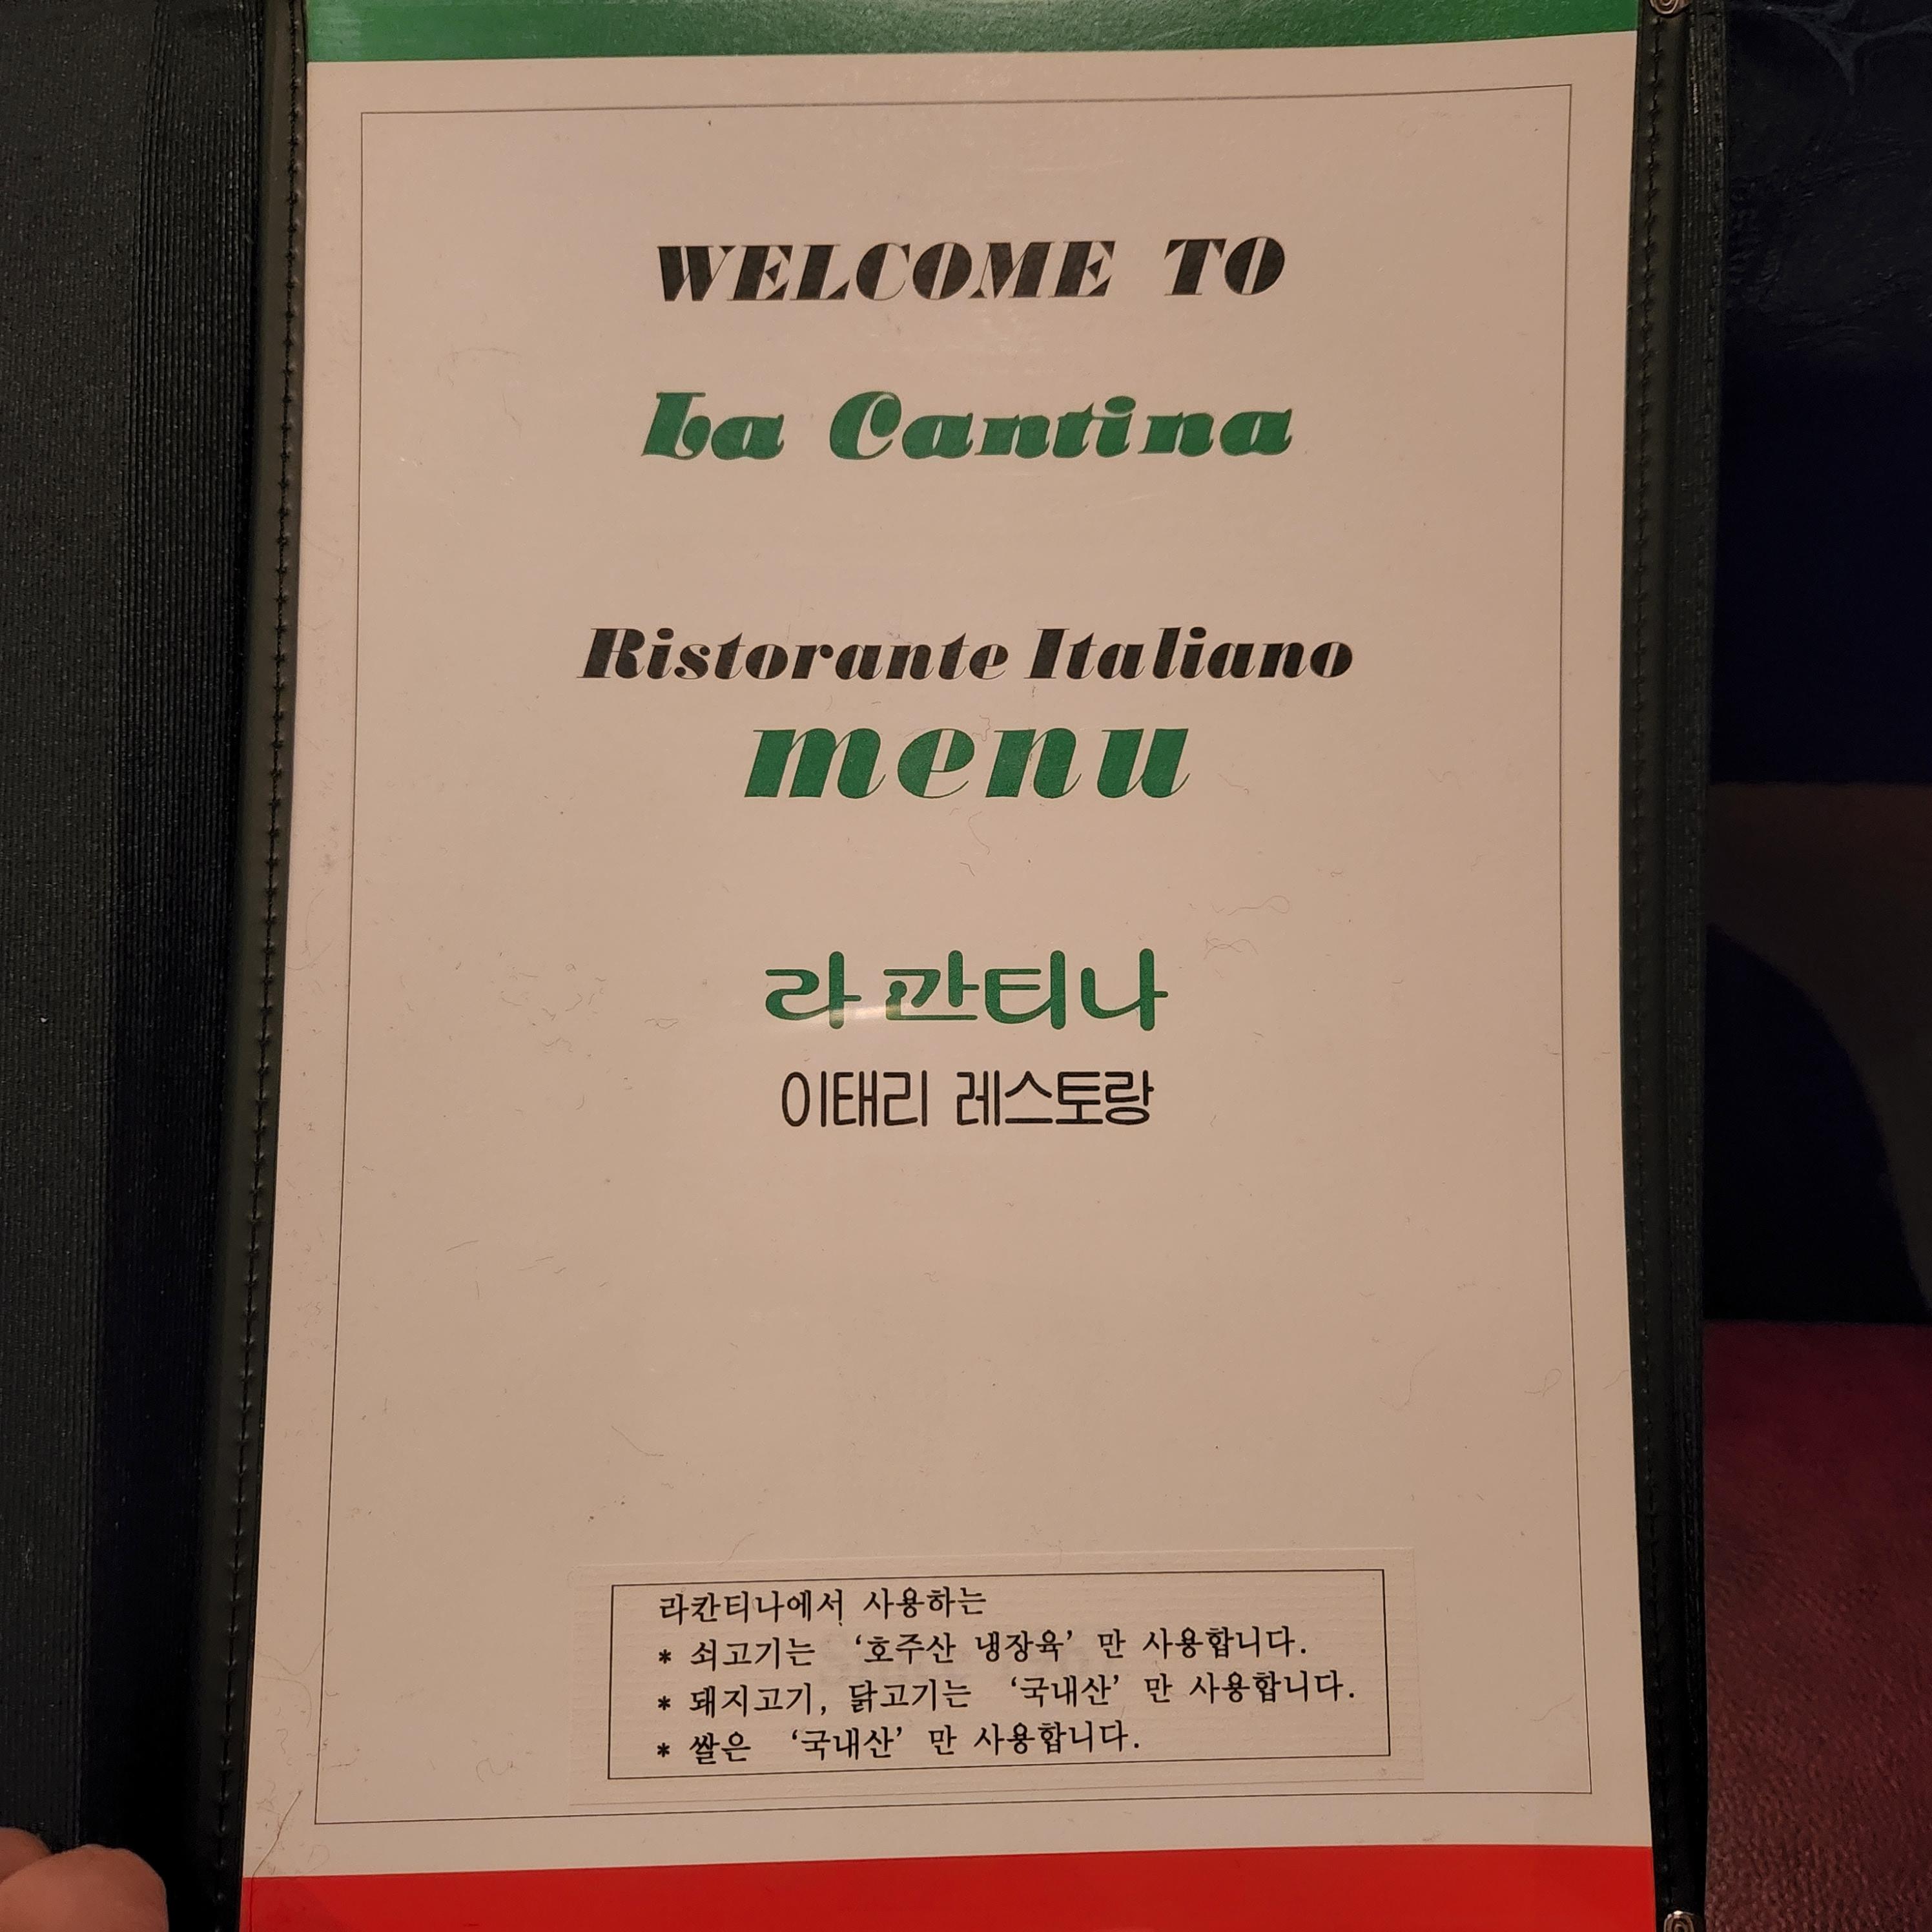 WELCOME TO
La Cantina
Ristorante Italiano
menu
라 칸티나
이태리 레스토랑
라칸티나에서 사용하는
* 쇠고기는 ‘호주산 냉장육’ 만 사용합니다.
* 돼지고기, 닭고기는 ‘국내산’ 만 사용합니다.
* 쌀은 ‘국내산’ 만 사용합니다.